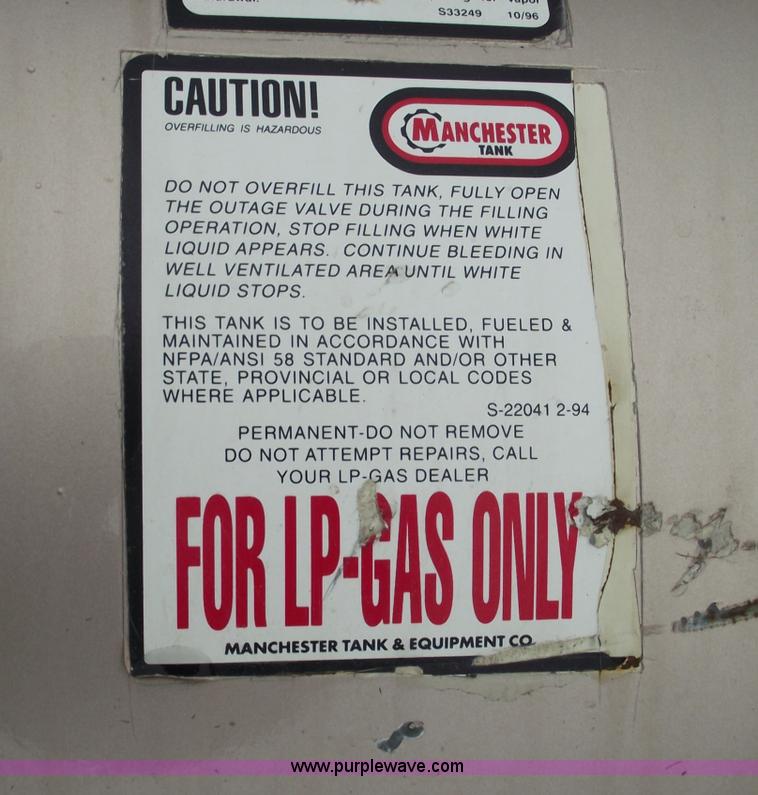 vapor
S33249 10/96
CAUTION!
OVERFILLING IS HAZARDOUS
MANCHESTER
TANK
DO NOT OVERFILL THIS TANK, FULLY OPEN
THE OUTAGE VALVE DURING THE FILLING
OPERATION, STOP FILLING WHEN WHITE
LIQUID APPEARS. CONTINUE BLEEDING IN
WELL VENTILATED AREA UNTIL WHITE
LIQUID STOPS.
THIS TANK IS TO BE INSTALLED, FUELED &
MAINTAINED IN ACCORDANCE WITH
NFPA/ANSI 58 STANDARD AND/OR OTHER
STATE, PROVINCIAL OR LOCAL CODES
WHERE APPLICABLE.
S-22041 2-94
PERMANENT-DO NOT REMOVE
DO NOT ATTEMPT REPAIRS, CALL
YOUR LP-GAS DEALER
FOR LP-GAS ONLY
MANCHESTER TANK & EQUIPMENT CO.
www.purplewave.com